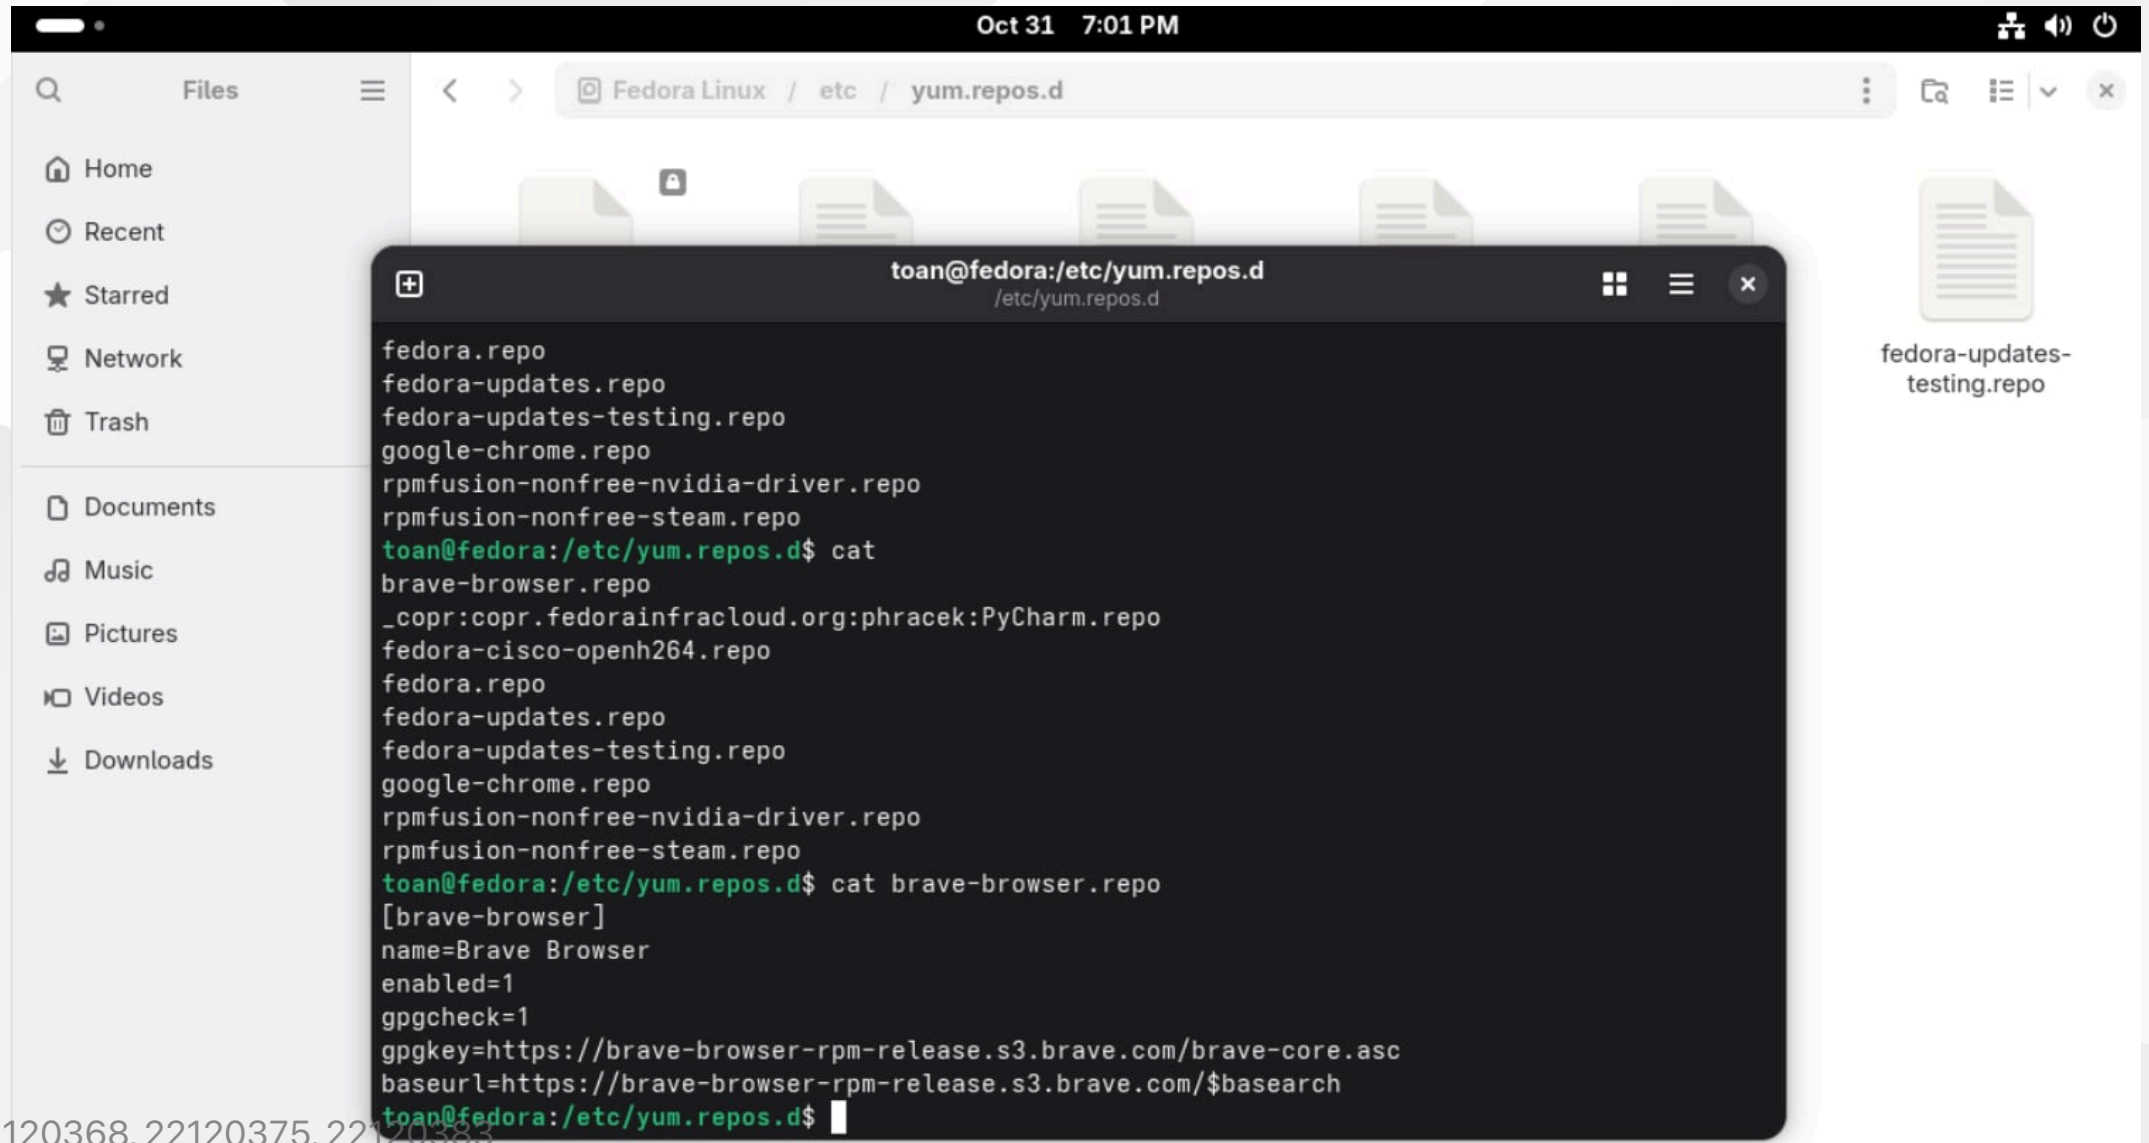 Oct 31 7:01 PM
Files
Fedora Linux / etc / yum.repos.d
Home
Recent
Starred
Network
Trash
Documents
Music
Pictures
Videos
Downloads
fedora-updates-
testing.repo
toan@fedora:/etc/yum.repos.d
/etc/yum.repos.d
fedora.repo
fedora-updates.repo
fedora-updates-testing.repo
google-chrome.repo
rpmfusion-nonfree-nvidia-driver.repo
rpmfusion-nonfree-steam.repo
toan@fedora:/etc/yum.repos.d$ cat
brave-browser.repo
_copr:copr.fedorainfracloud.org:phracek:PyCharm.repo
fedora-cisco-openh264.repo
fedora.repo
fedora-updates.repo
fedora-updates-testing.repo
google-chrome.repo
rpmfusion-nonfree-nvidia-driver.repo
rpmfusion-nonfree-steam.repo
toan@fedora:/etc/yum.repos.d$ cat brave-browser.repo
[brave-browser]
name=Brave Browser
enabled=1
gpgcheck=1
gpgkey=https://brave-browser-rpm-release.s3.brave.com/brave-core.asc
baseurl=https://brave-browser-rpm-release.s3.brave.com/$basearch
toan@fedora:/etc/yum.repos.d$
120368, 22120375, 22120383